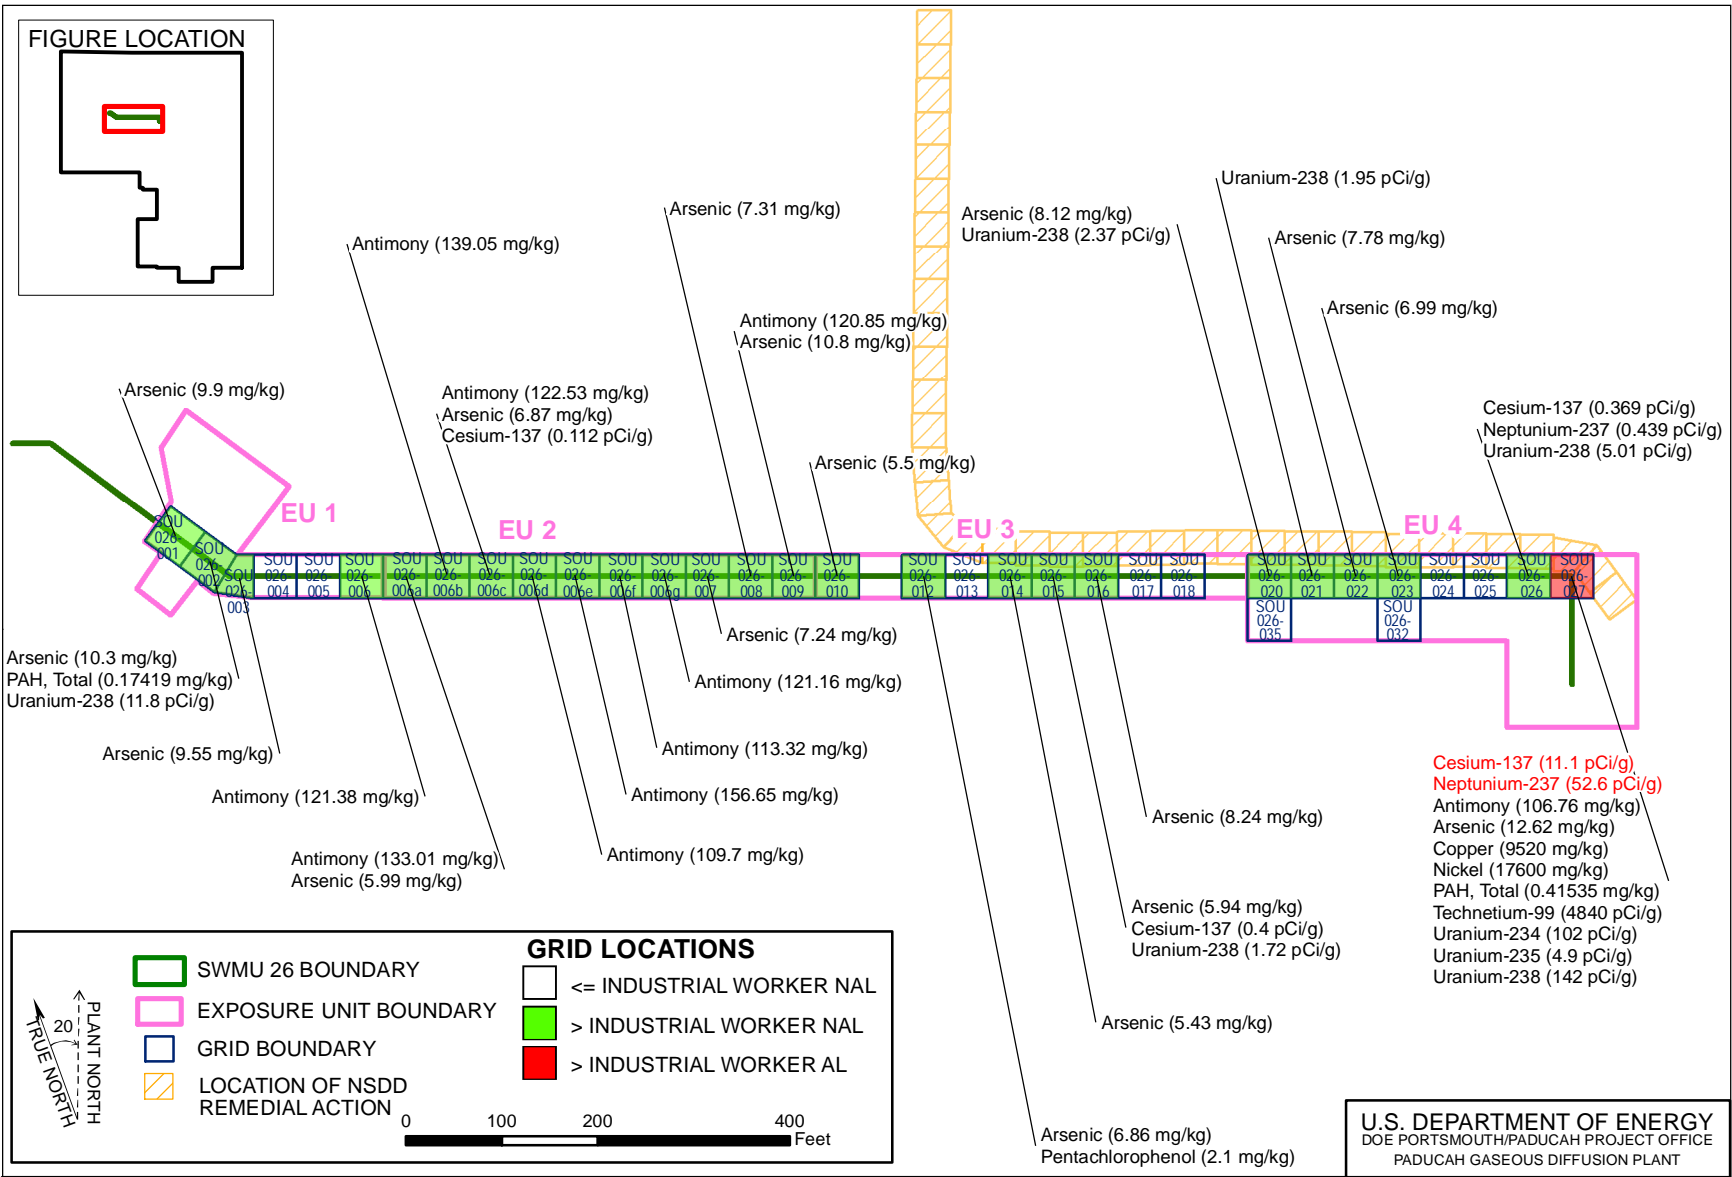 FIGURE LOCATION
Uranium-238 (1.95 pCi/g)
Arsenic (7.31 mg/kg)
Arsenic (8.12 mg/kg)
Uranium-238 (2.37 pCi/g)
Arsenic (7.78 mg/kg)
Antimony (139.05 mg/kg)
Arsenic (6.99 mg/kg)
Antimony (120.85 mg/kg)
Arsenic (10.8 mg/kg)
Arsenic (9.9 mg/kg)
Antimony (122.53 mg/kg)
Arsenic (6.87 mg/kg)
Cesium-137 (0.112 pCi/g)
Cesium-137 (0.369 pCi/g)
Neptunium-237 (0.439 pCi/g)
Uranium-238 (5.01 pCi/g)
Arsenic (5.5 mg/kg)
EU 1
EU 2
EU 3
EU 4
SOU
026-
001
SOU
026-
002
SOU
026-
003
SOU
026-
004
SOU
026-
005
SOU
026-
006
SOU
026-
006a
SOU
026-
006b
SOU
026-
006c
SOU
026-
006d
SOU
026-
006e
SOU
026-
006f
SOU
026-
006g
SOU
026-
007
SOU
026-
008
SOU
026-
009
SOU
026-
010
SOU
026-
012
SOU
026-
013
SOU
026-
014
SOU
026-
015
SOU
026-
016
SOU
026-
017
SOU
026-
018
SOU
026-
020
SOU
026-
021
SOU
026-
022
SOU
026-
023
SOU
026-
024
SOU
026-
025
SOU
026-
026
SOU
026-
027
SOU
026-
035
SOU
026-
032
Arsenic (7.24 mg/kg)
Arsenic (10.3 mg/kg)
PAH, Total (0.17419 mg/kg)
Uranium-238 (11.8 pCi/g)
Antimony (121.16 mg/kg)
Arsenic (9.55 mg/kg)
Antimony (113.32 mg/kg)
Antimony (121.38 mg/kg)
Antimony (156.65 mg/kg)
Arsenic (8.24 mg/kg)
Antimony (133.01 mg/kg)
Arsenic (5.99 mg/kg)
Antimony (109.7 mg/kg)
Cesium-137 (11.1 pCi/g)
Neptunium-237 (52.6 pCi/g)
Antimony (106.76 mg/kg)
Arsenic (12.62 mg/kg)
Copper (9520 mg/kg)
Nickel (17600 mg/kg)
PAH, Total (0.41535 mg/kg)
Technetium-99 (4840 pCi/g)
Uranium-234 (102 pCi/g)
Uranium-235 (4.9 pCi/g)
Uranium-238 (142 pCi/g)
Arsenic (5.94 mg/kg)
Cesium-137 (0.4 pCi/g)
Uranium-238 (1.72 pCi/g)
Arsenic (5.43 mg/kg)
Arsenic (6.86 mg/kg)
Pentachlorophenol (2.1 mg/kg)
TRUE NORTH
20
PLANT NORTH
SWMU 26 BOUNDARY
EXPOSURE UNIT BOUNDARY
GRID BOUNDARY
LOCATION OF NSDD
REMEDIAL ACTION
GRID LOCATIONS
<= INDUSTRIAL WORKER NAL
> INDUSTRIAL WORKER NAL
> INDUSTRIAL WORKER AL
0 100 200 400
Feet
U.S. DEPARTMENT OF ENERGY
DOE PORTSMOUTH/PADUCAH PROJECT OFFICE
PADUCAH GASEOUS DIFFUSION PLANT